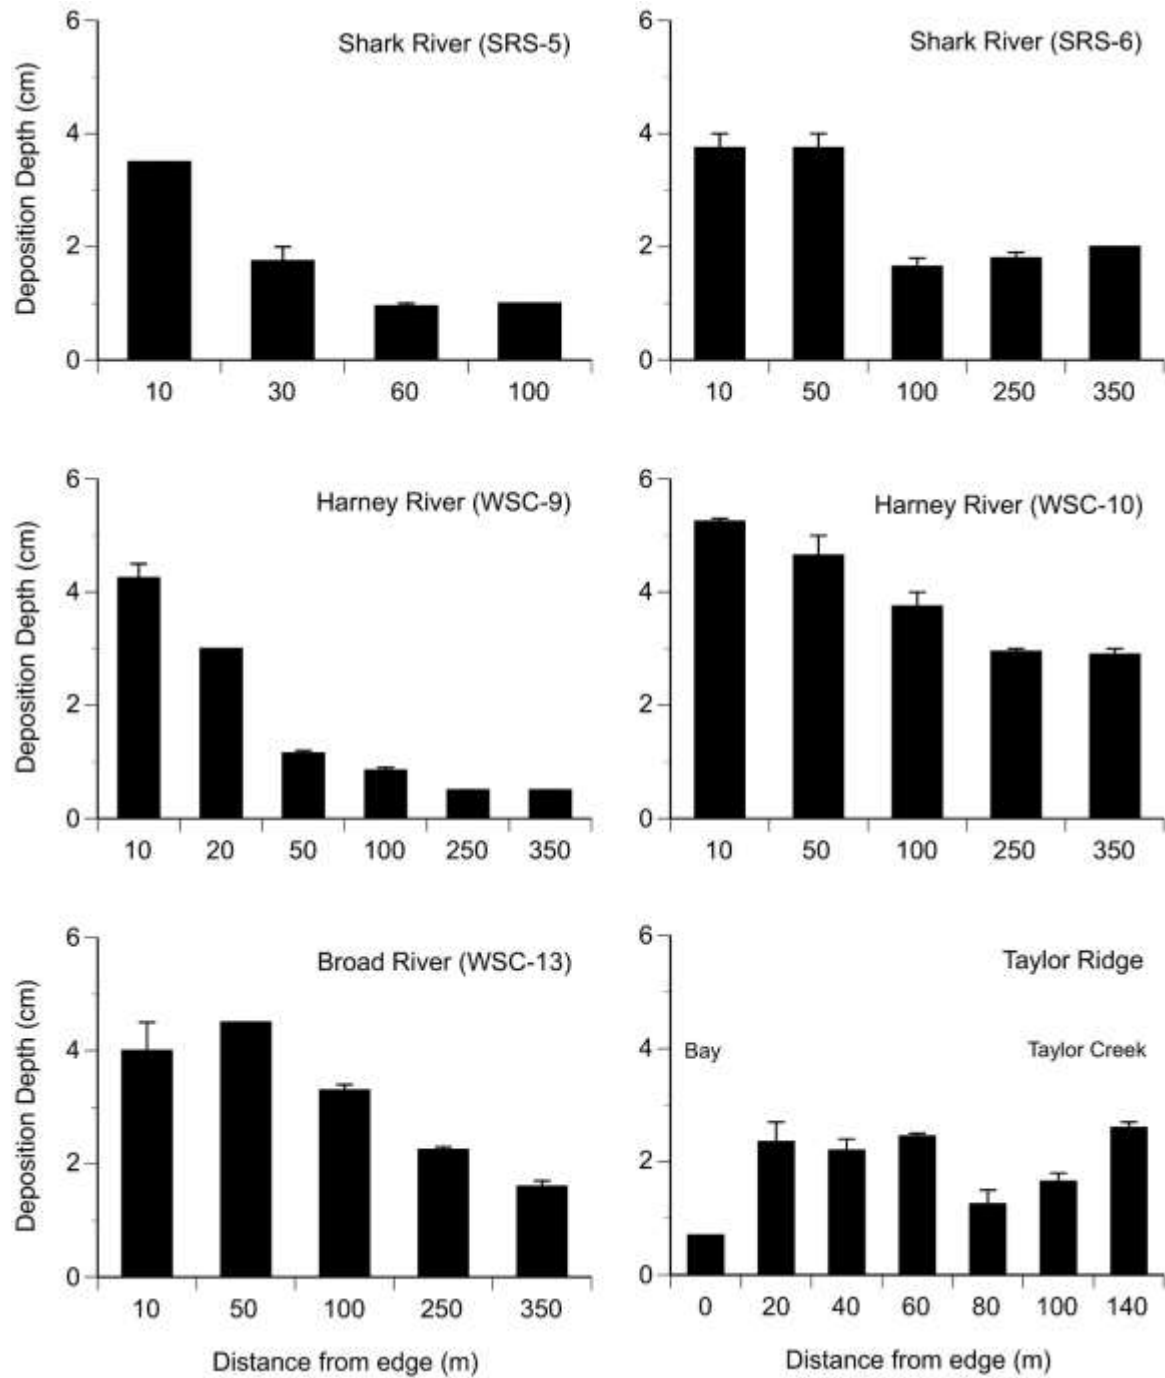 Shark River (SRS-5)
Deposition Depth (cm)
6
4
2
0
10 30 60 100
Shark River (SRS-6)
6
4
2
0
10 50 100 250 350
Harney River (WSC-9)
Deposition Depth (cm)
6
4
2
0
10 20 50 100 250 350
Harney River (WSC-10)
6
4
2
0
10 50 100 250 350
Broad River (WSC-13)
Deposition Depth (cm)
6
4
2
0
10 50 100 250 350
Distance from edge (m)
Taylor Ridge
6
4
2
0
Bay
Taylor Creek
0 20 40 60 80 100 140
Distance from edge (m)